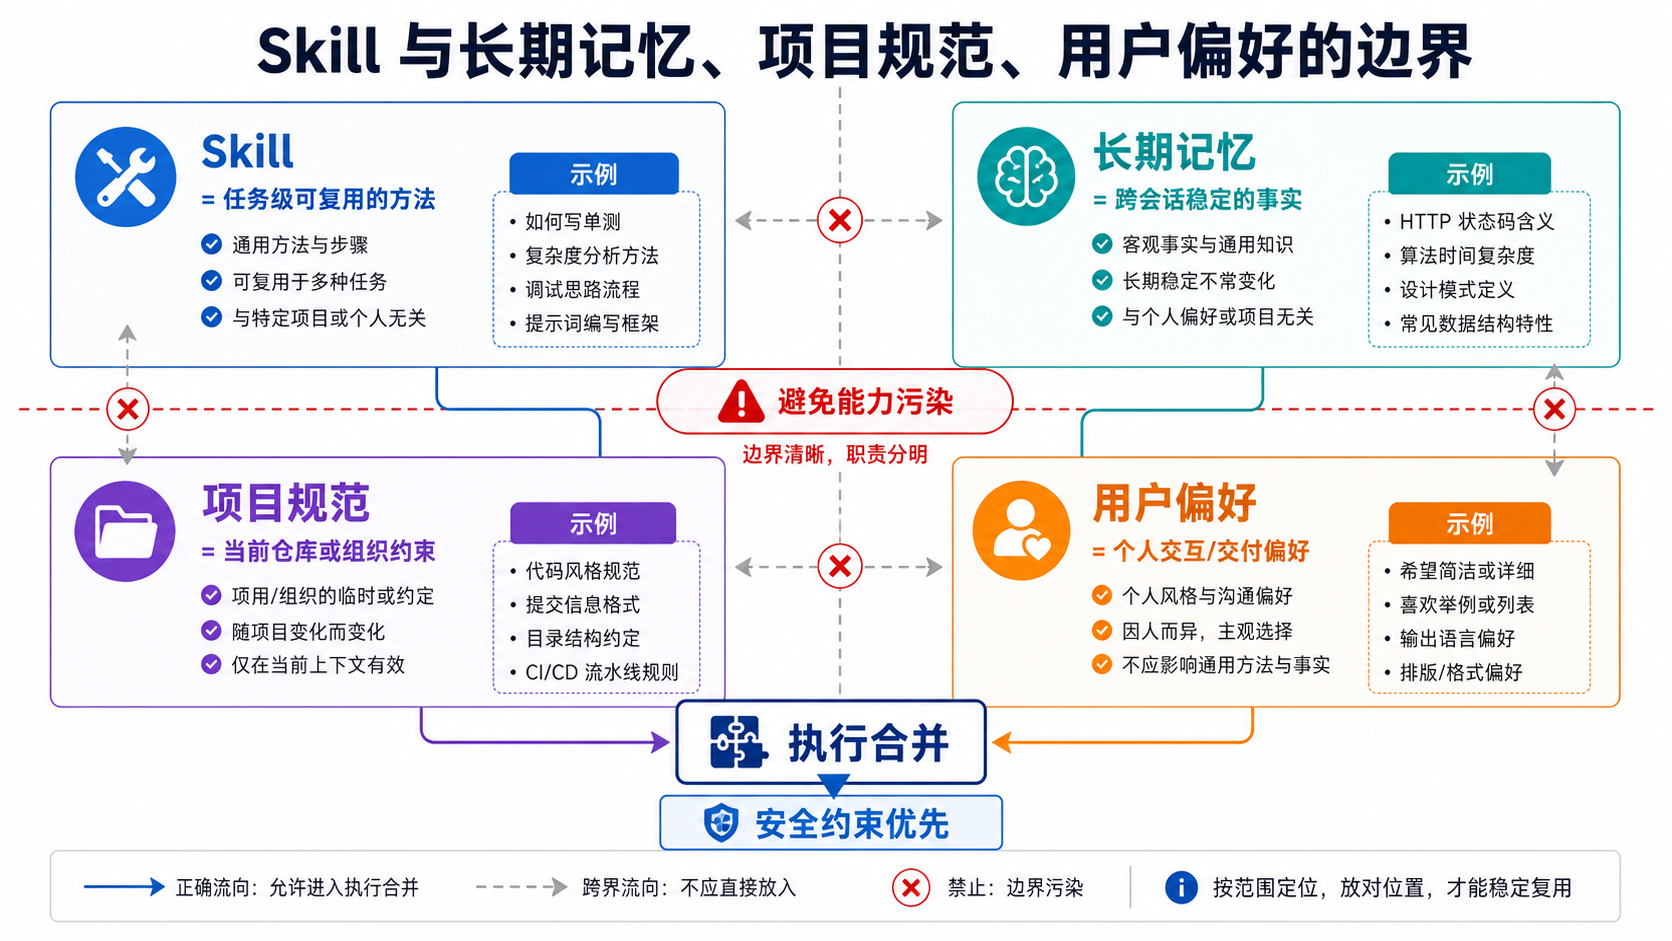 Skill 与长期记忆、项目规范、用户偏好的边界
Skill
= 任务级可复用的方法
通用方法与步骤
可复用于多种任务
与特定项目或个人无关
示例
• 如何写单测
• 复杂度分析方法
• 调试思路流程
• 提示词编写框架
长期记忆
= 跨会话稳定的事实
客观事实与通用知识
长期稳定不常变化
与个人偏好或项目无关
示例
• HTTP 状态码含义
• 算法时间复杂度
• 设计模式定义
• 常见数据结构特性
避免能力污染
边界清晰，职责分明
项目规范
= 当前仓库或组织约束
项用/组织的临时或约定
随项目变化而变化
仅在当前上下文有效
示例
• 代码风格规范
• 提交信息格式
• 目录结构约定
• CI/CD 流水线规则
用户偏好
= 个人交互/交付偏好
个人风格与沟通偏好
因人而异，主观选择
不应影响通用方法与事实
示例
• 希望简洁或详细
• 喜欢举例或列表
• 输出语言偏好
• 排版/格式偏好
执行合并
安全约束优先
正确流向：允许进入执行合并
跨界流向：不应直接放入
禁止：边界污染
按范围定位，放对位置，才能稳定复用